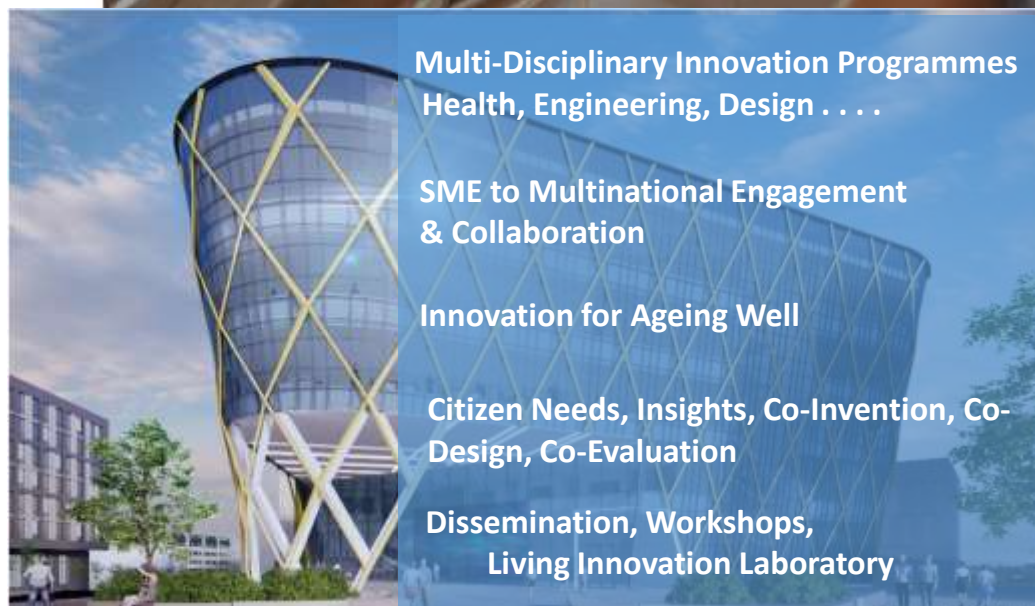 Multi-Disciplinary Innovation Programmes
Health, Engineering, Design . . . .
SME to Multinational Engagement
& Collaboration
Innovation for Ageing Well
Citizen Needs, Insights, Co-Invention, Co-
Design, Co-Evaluation
Dissemination, Workshops,
Living Innovation Laboratory